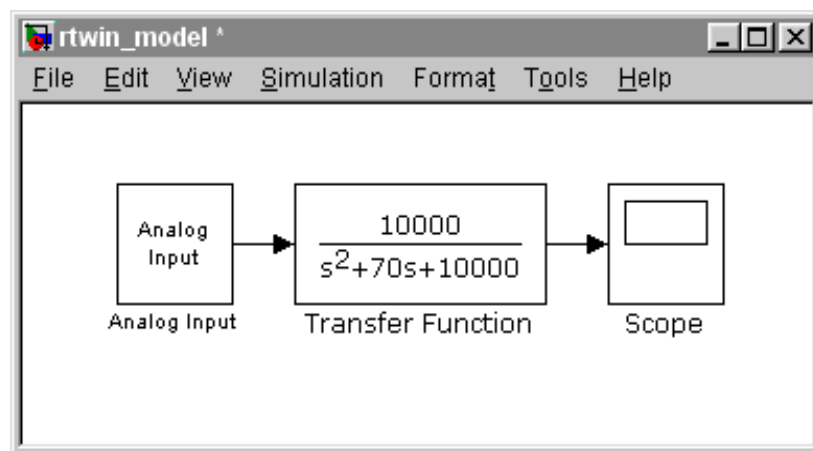 rtwin_model *
File Edit View Simulation Format Tools Help
Analog
Input
10000
s²+70s+10000
Analog Input
Transfer Function
Scope